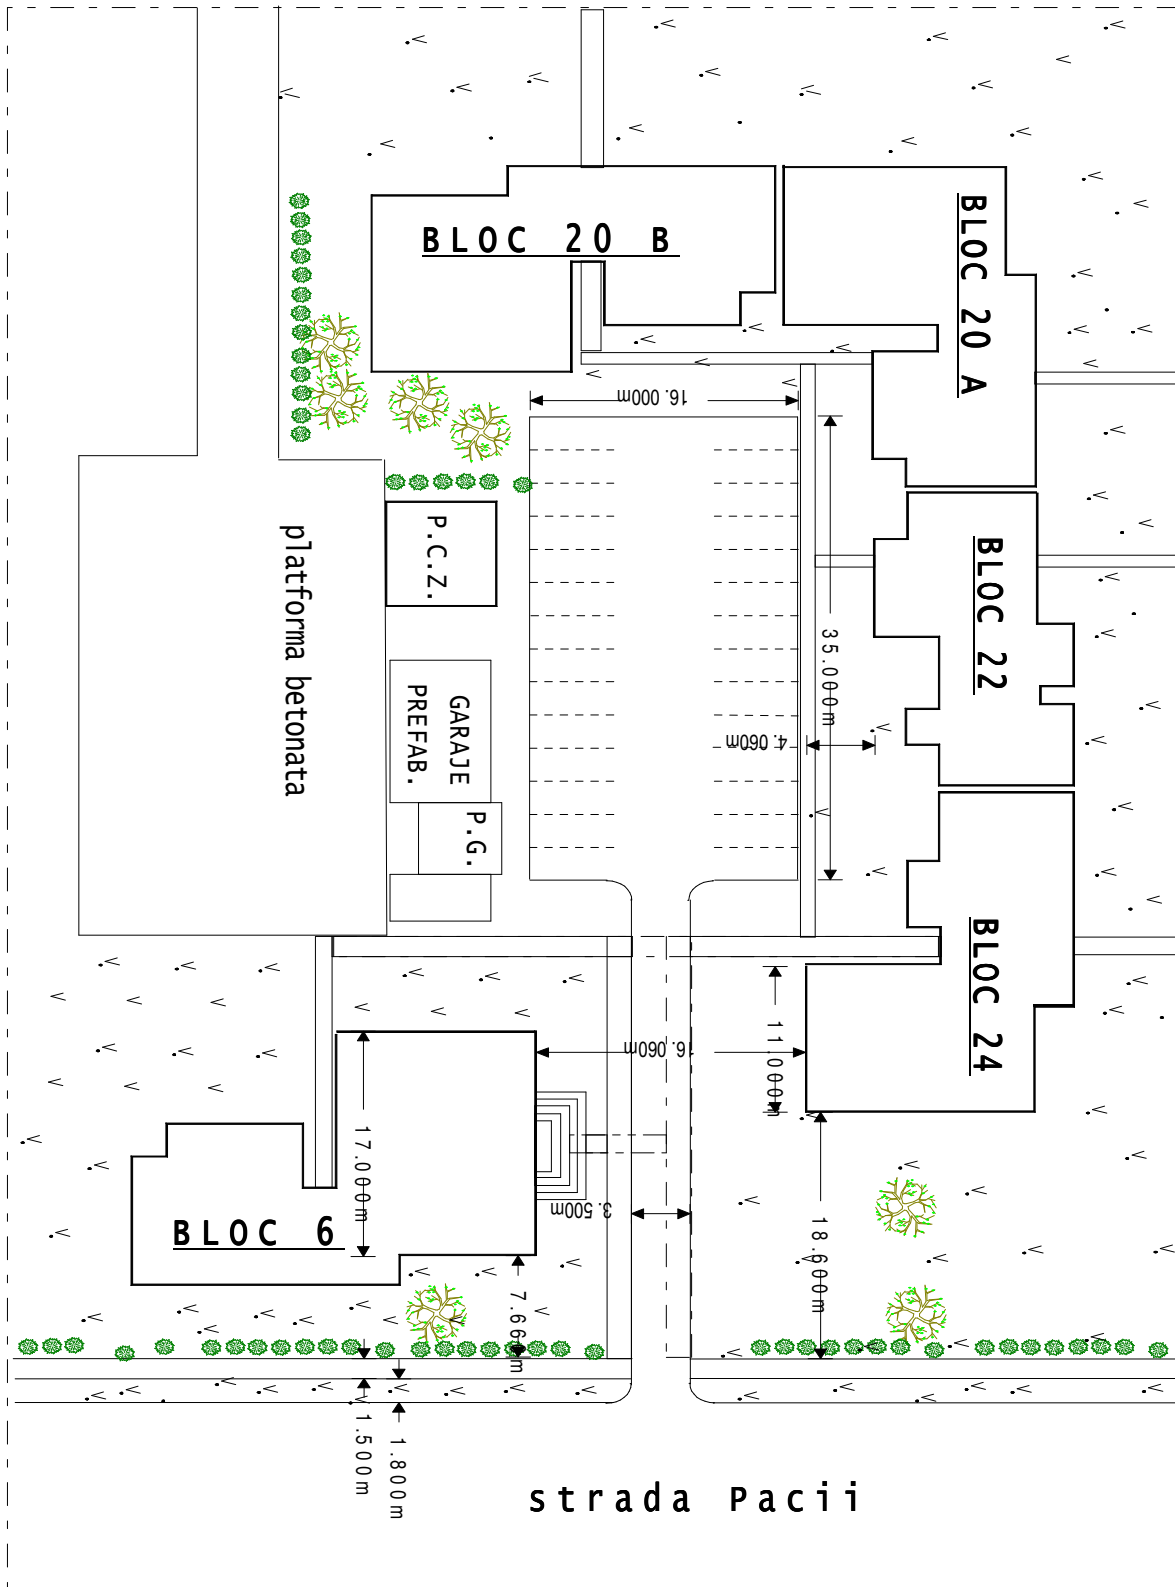 BLOC 20 B
BLOC 20 A
16.000m
P.C.Z.
platforma betonata
BLOC 22
35.000m
GARAJE
PREFAB.
4.060m
P.G.
BLOC 24
16.060m
11.000m
17.000m
3.500m
BLOC 6
18.600m
7.660m
1.500m
1.800m
strada Pacii